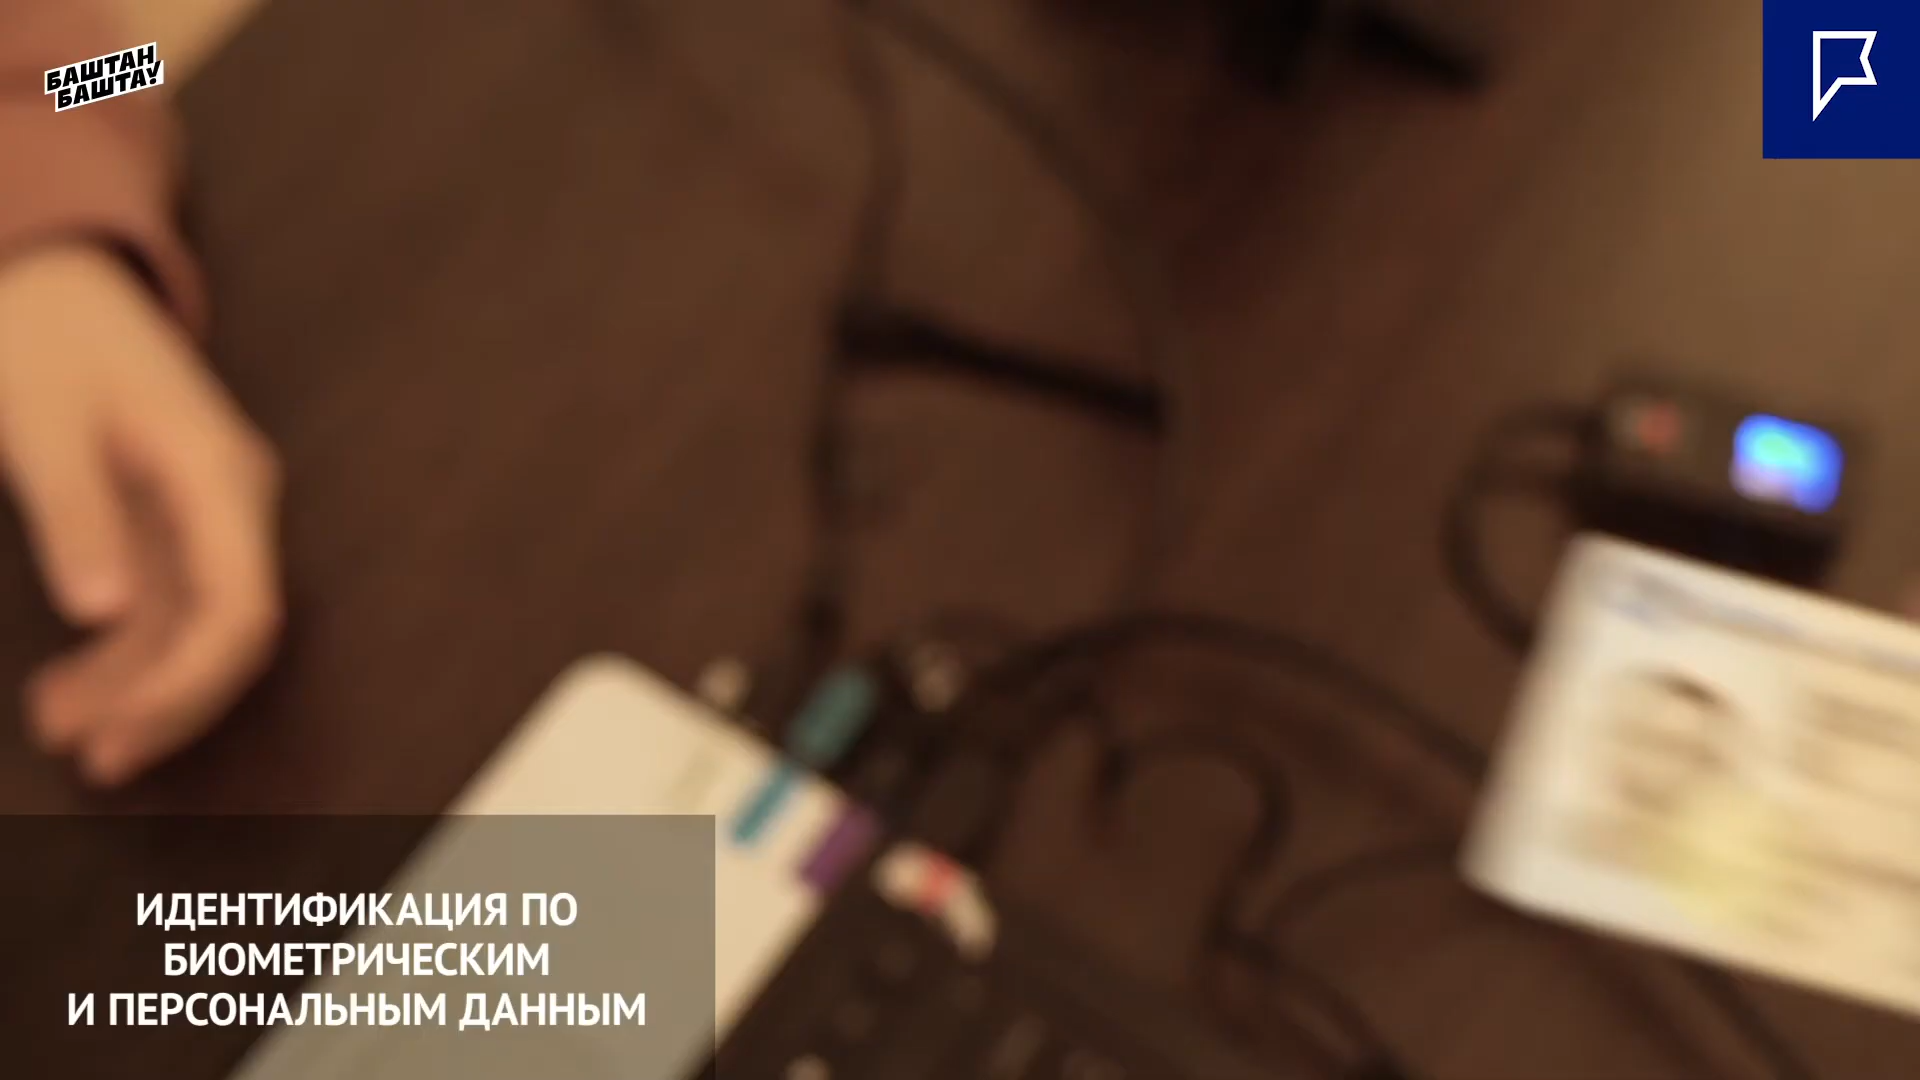 БАШТАН
БАШТАУ!
ИДЕНТИФИКАЦИЯ ПО
БИОМЕТРИЧЕСКИМ
И ПЕРСОНАЛЬНЫМ ДАННЫМ